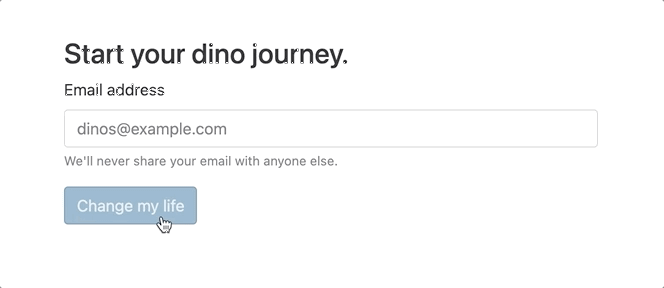 Start your dino journey.
Email address
dinos@example.com
We'll never share your email with anyone else.
Change my life